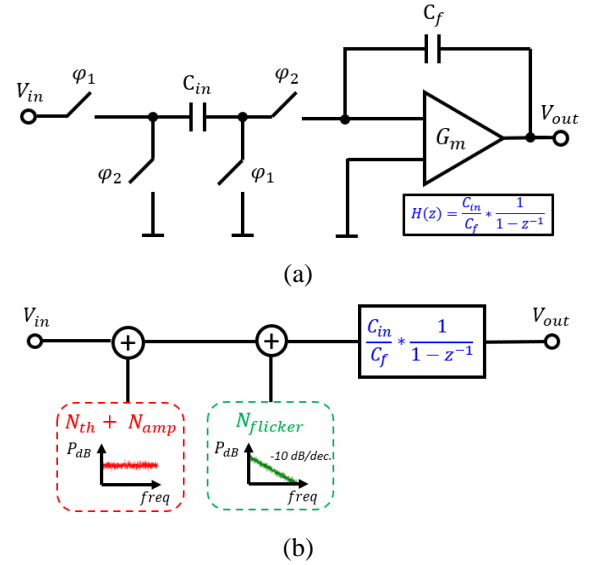 C_f
φ_1 C_in φ_2
V_in V_out
G_m
φ_2 φ_1
H(z) = C_in/C_f * 1/(1 − z^{-1})
(a)
V_in V_out
+ +
C_in/C_f * 1/(1 − z^{-1})
N_th + N_amp N_flicker
P_dB P_dB -10 dB/dec.
freq freq
(b)